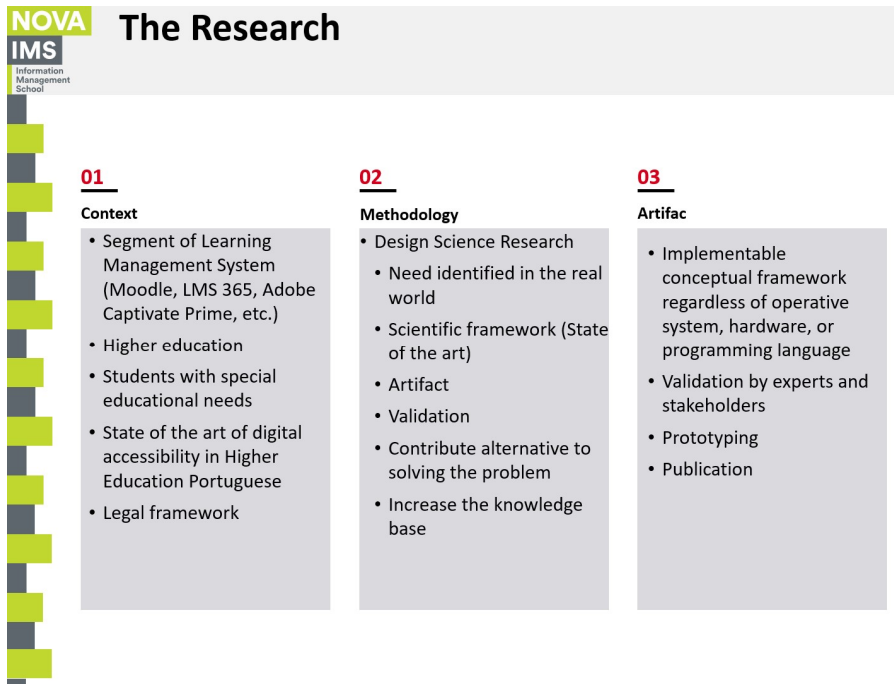 NOVA
IMS
Information
Management
School
The Research
01
Context
• Segment of Learning
Management System
(Moodle, LMS 365, Adobe
Captivate Prime, etc.)
• Higher education
• Students with special
educational needs
• State of the art of digital
accessibility in Higher
Education Portuguese
• Legal framework
02
Methodology
• Design Science Research
• Need identified in the real
world
• Scientific framework (State
of the art)
• Artifact
• Validation
• Contribute alternative to
solving the problem
• Increase the knowledge
base
03
Artifac
• Implementable
conceptual framework
regardless of operative
system, hardware, or
programming language
• Validation by experts and
stakeholders
• Prototyping
• Publication